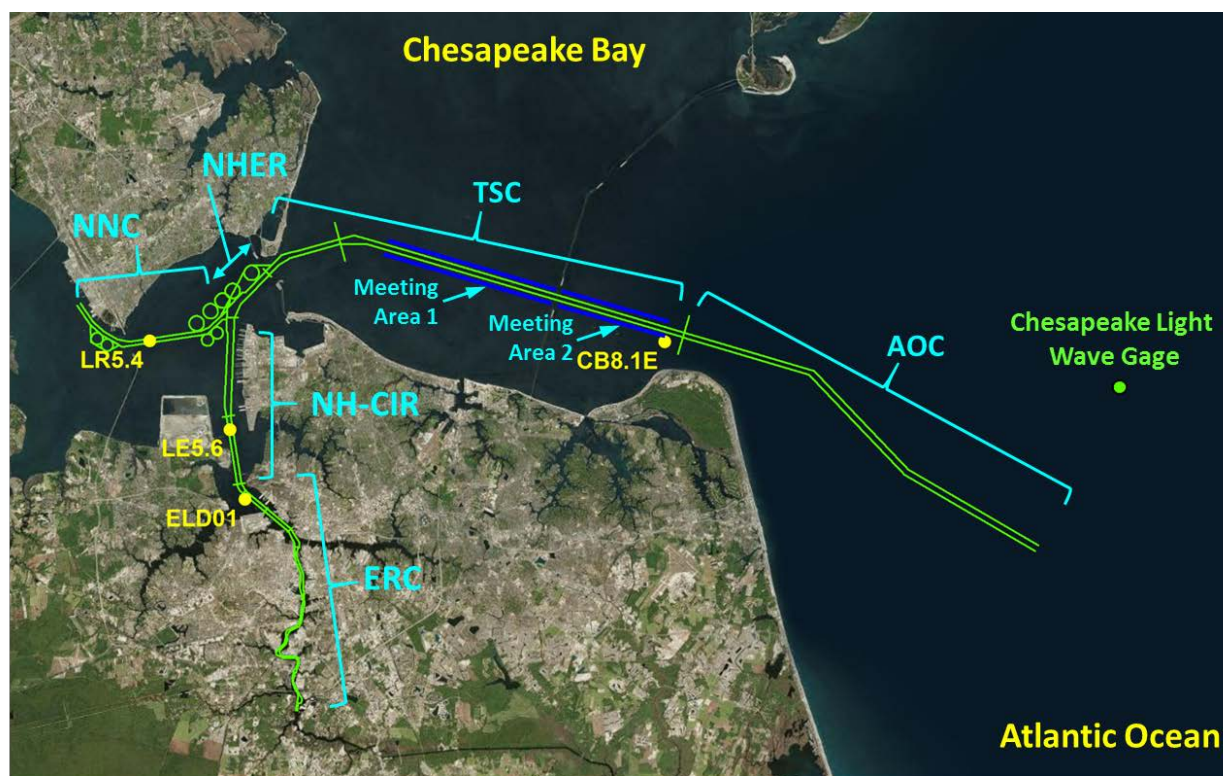 Chesapeake Bay
NHER
TSC
NNC
Meeting
Area 1
Meeting
Area 2
Chesapeake Light
Wave Gage
LR5.4
CB8.1E
AOC
NH-CIR
LE5.6
ELD01
ERC
Atlantic Ocean